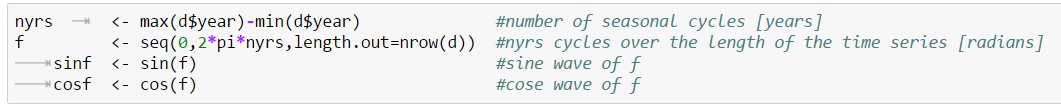 nyrs <- max(d$year)-min(d$year) #number of seasonal cycles [years]
f <- seq(0,2*pi*nyrs,length.out=nrow(d)) #nyrs cycles over the length of the time series [radians]
sinf <- sin(f) #sine wave of f
cosf <- cos(f) #cose wave of f